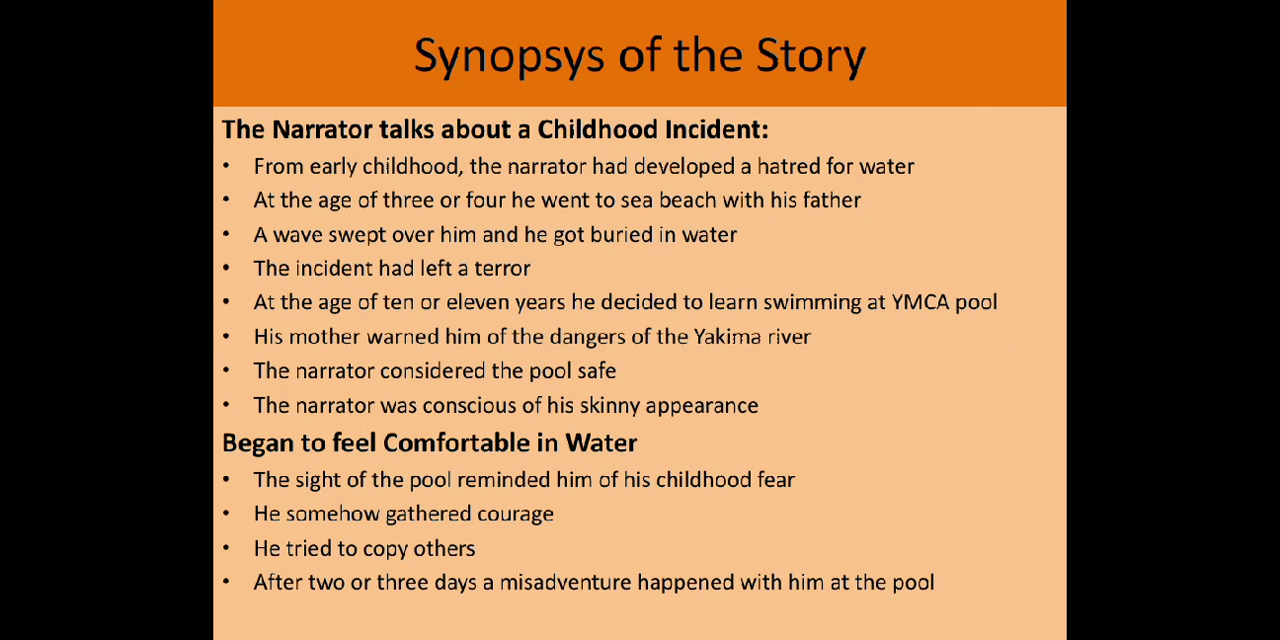 Synopsys of the Story
The Narrator talks about a Childhood Incident:
• From early childhood, the narrator had developed a hatred for water
• At the age of three or four he went to sea beach with his father
• A wave swept over him and he got buried in water
• The incident had left a terror
• At the age of ten or eleven years he decided to learn swimming at YMCA pool
• His mother warned him of the dangers of the Yakima river
• The narrator considered the pool safe
• The narrator was conscious of his skinny appearance
Began to feel Comfortable in Water
• The sight of the pool reminded him of his childhood fear
• He somehow gathered courage
• He tried to copy others
• After two or three days a misadventure happened with him at the pool